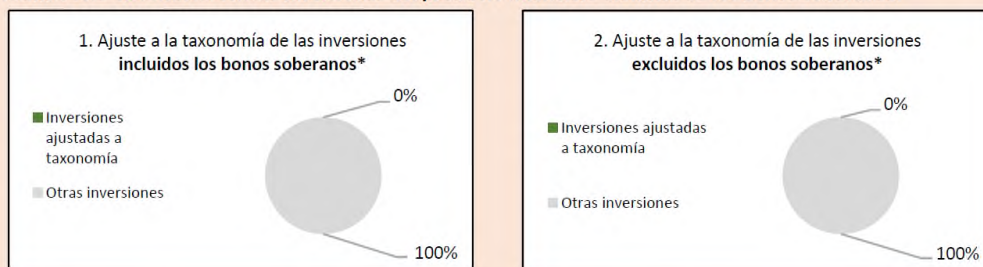 1. Ajuste a la taxonomía de las inversiones
incluidos los bonos soberanos*
Inversiones
ajustadas a
taxonomía
Otras inversiones
0%
100%
2. Ajuste a la taxonomía de las inversiones
excluidos los bonos soberanos*
Inversiones ajustadas
a taxonomía
Otras inversiones
0%
100%